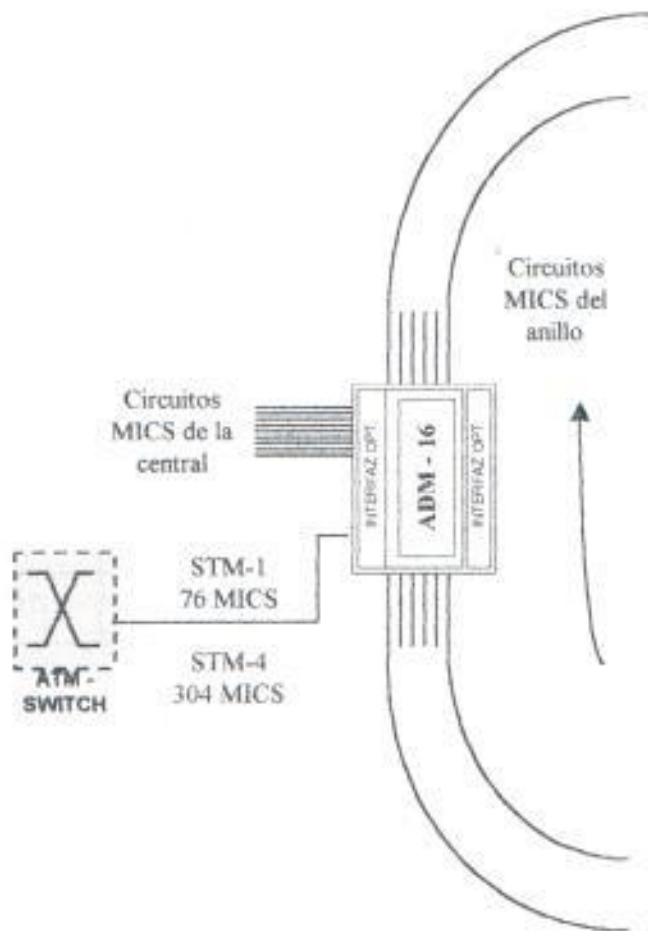 Circuitos
MICS del
anillo
Circuitos
MICS de la
central
INTERFAZ OPT.
ADM - 16
INTERFAZ OPT.
STM-1
76 MICS
STM-4
304 MICS
ATM -
SWITCH